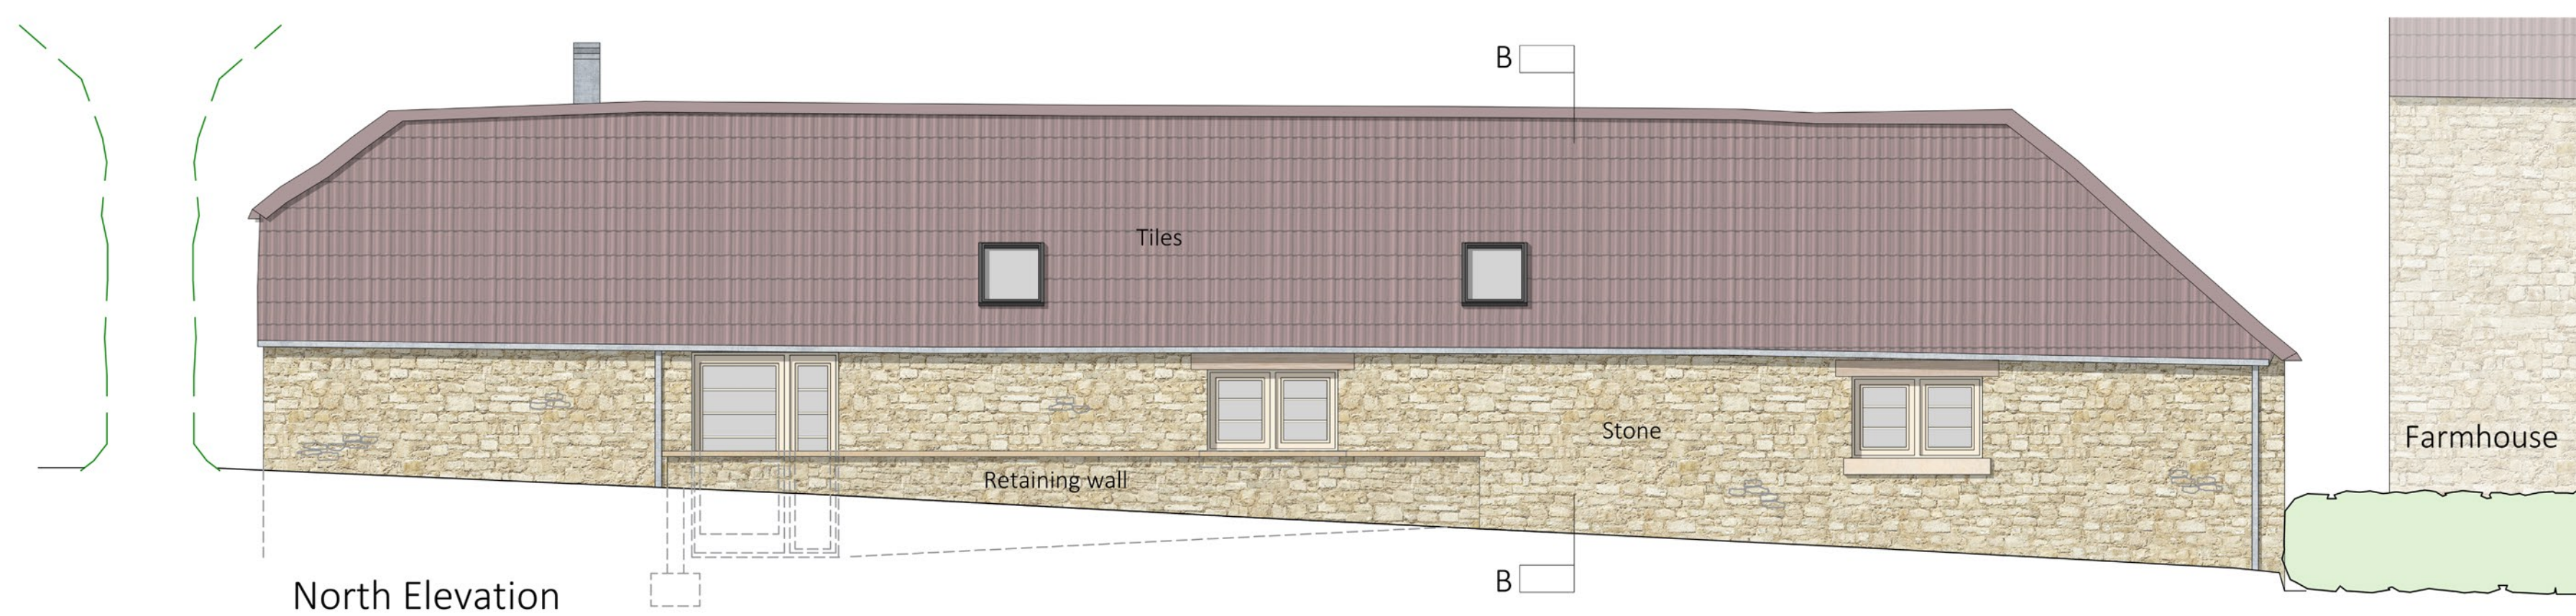 B
Tiles
Stone
Farmhouse
Retaining wall
B
North Elevation